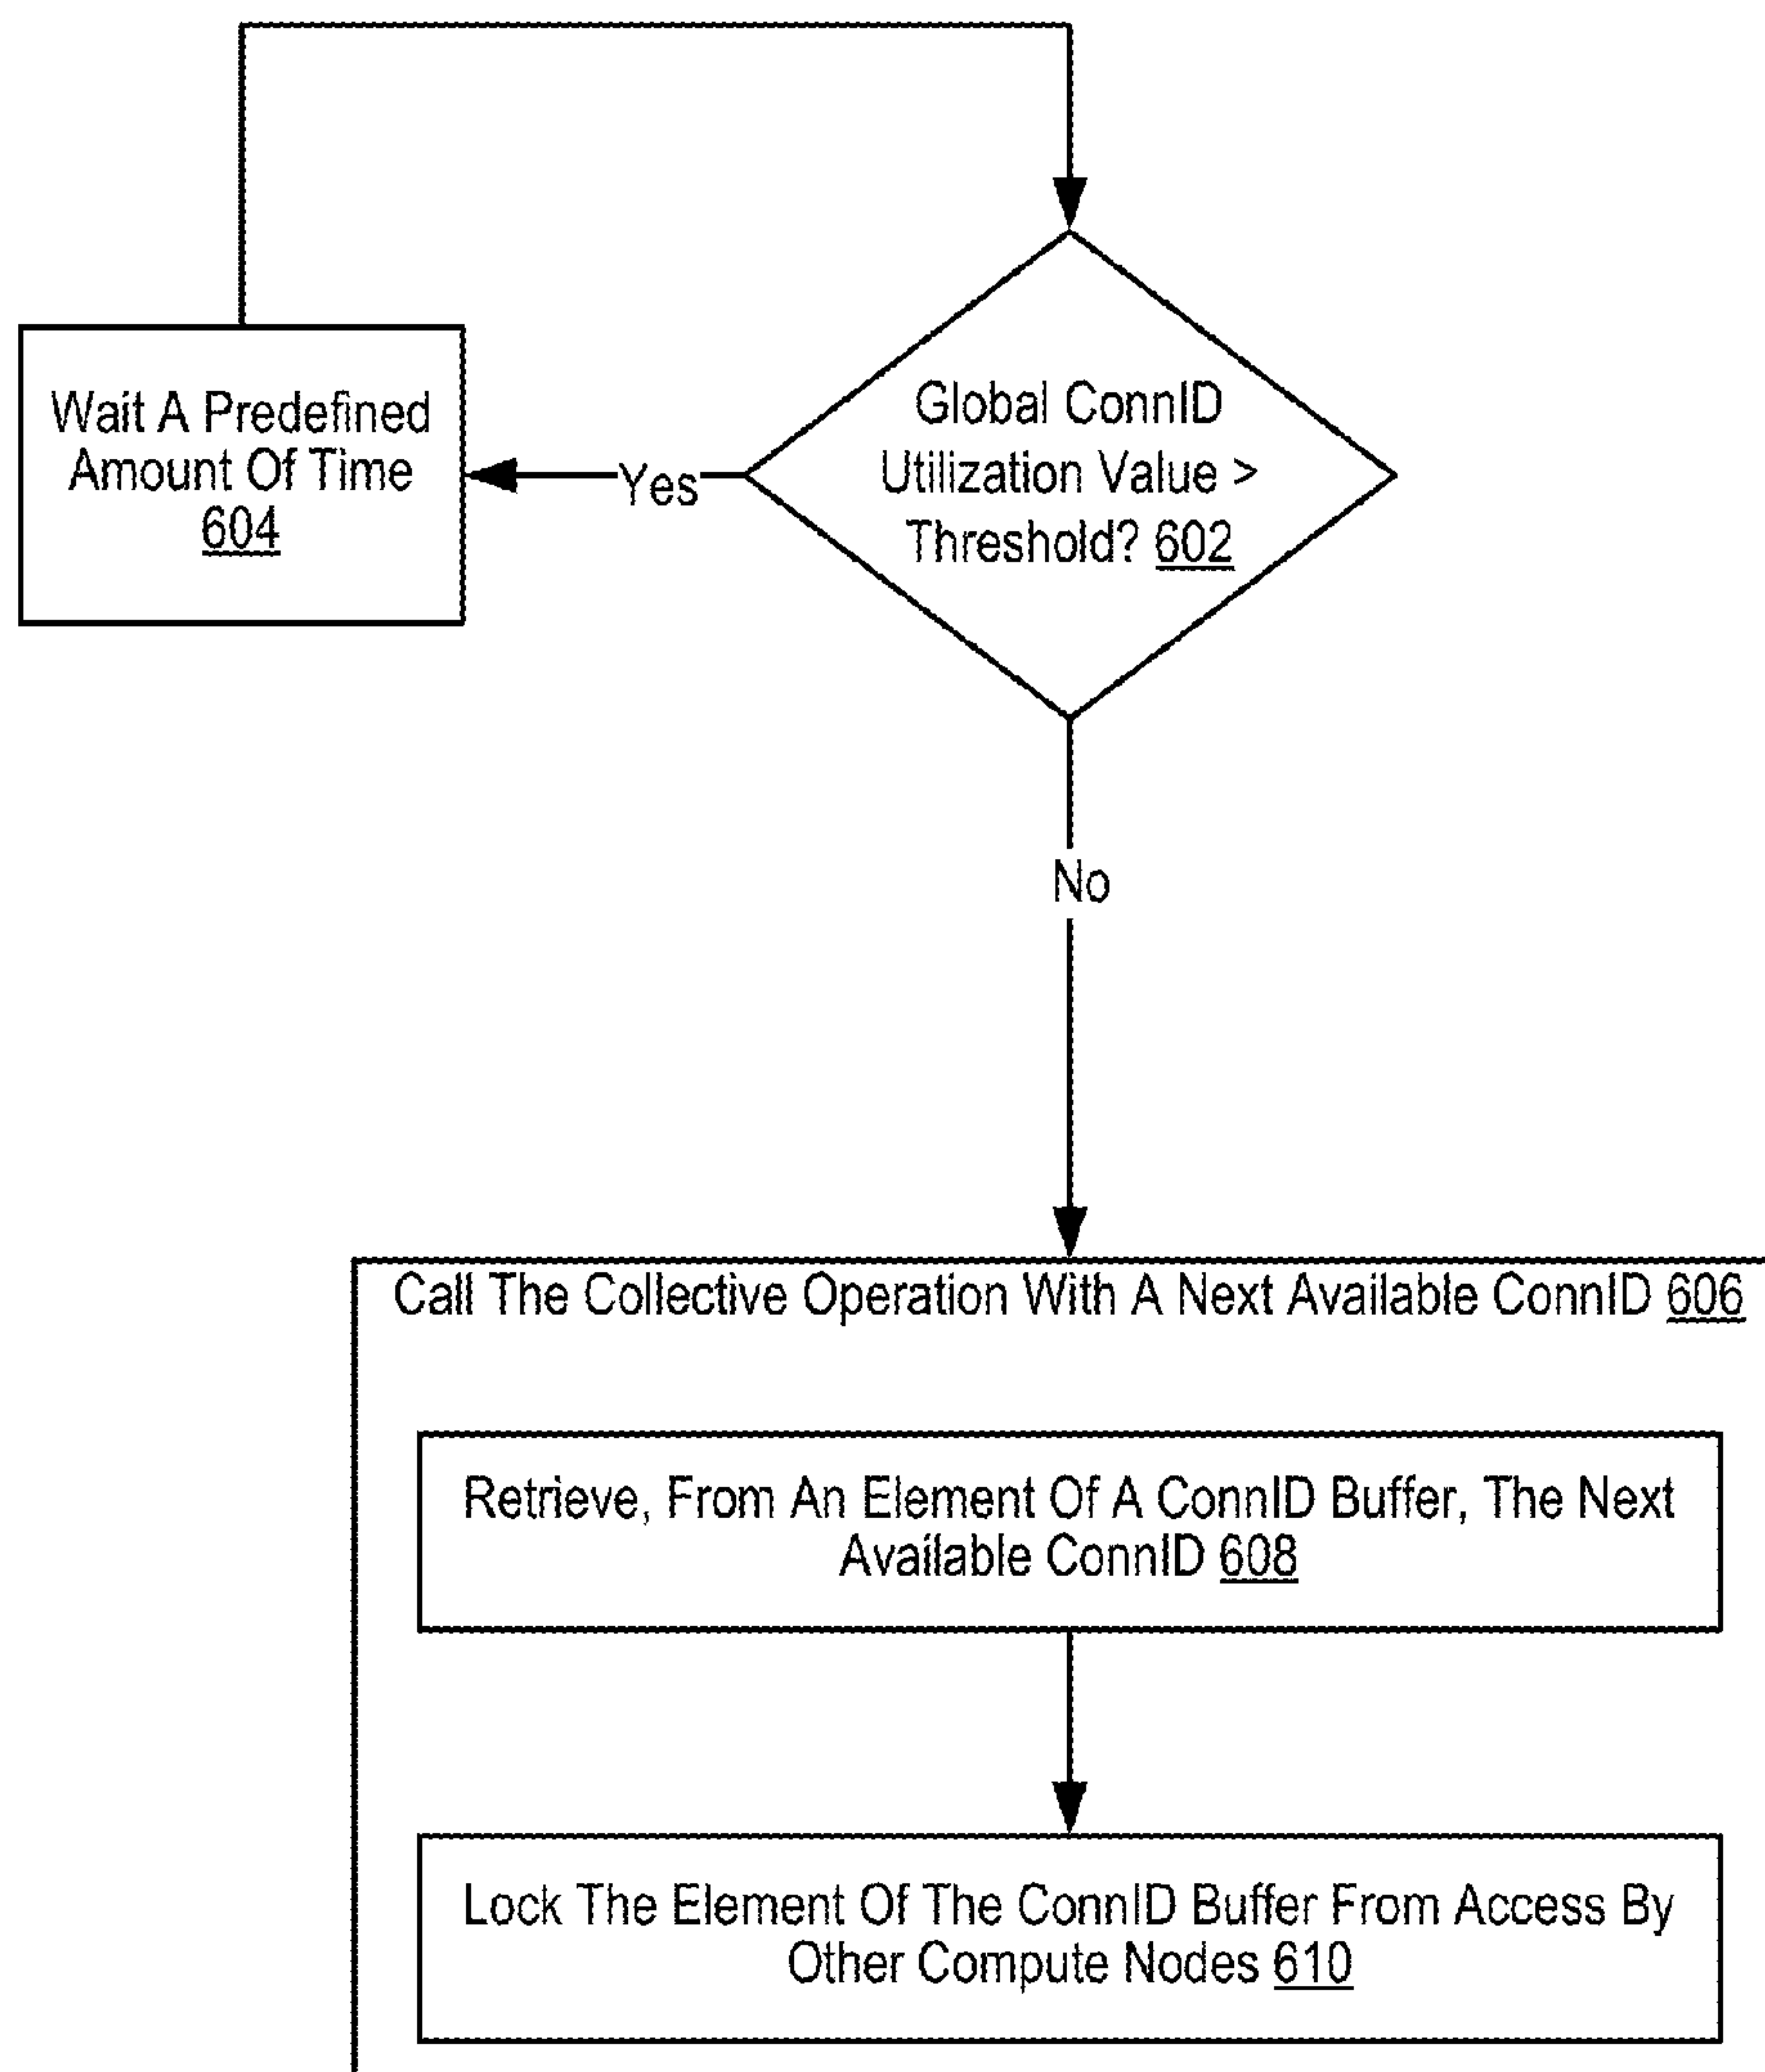 Global ConnID
Utilization Value >
Threshold? 602
Wait A Predefined
Amount Of Time
604
Yes
No
Call The Collective Operation With A Next Available ConnID 606
Retrieve, From An Element Of A ConnID Buffer, The Next
Available ConnID 608
Lock The Element Of The ConnID Buffer From Access By
Other Compute Nodes 610